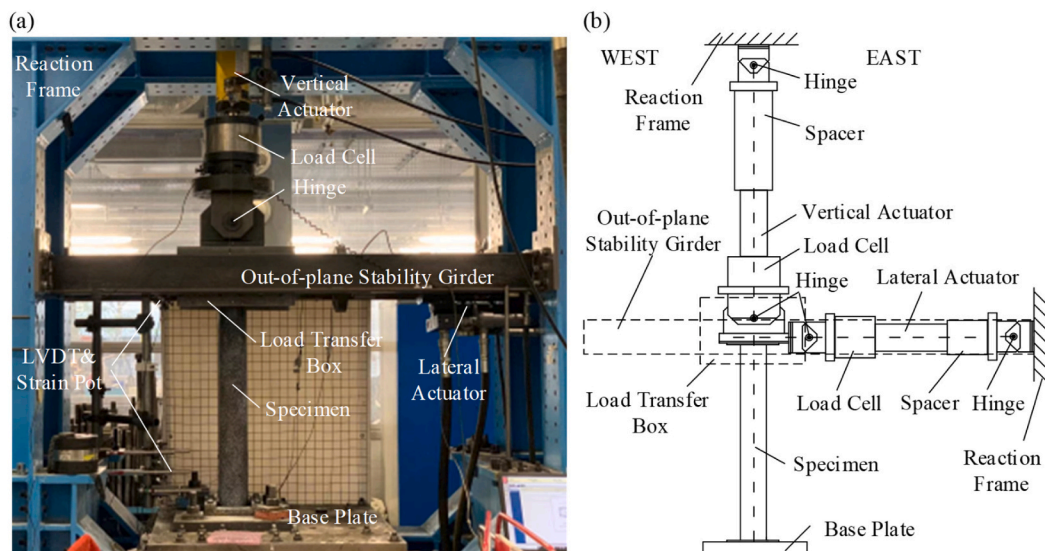 (a)
Reaction
Frame
Vertical
Actuator
Load Cell
Hinge
Out-of-plane Stability Girder
LVDT&
Strain Pot
Load Transfer
Box
Lateral
Actuator
Specimen
Base Plate
(b)
WEST
EAST
Reaction
Frame
Hinge
Spacer
Out-of-plane
Stability Girder
Vertical Actuator
Load Cell
Hinge
Lateral Actuator
Load Transfer
Box
Load Cell
Spacer
Hinge
Specimen
Reaction
Frame
Base Plate